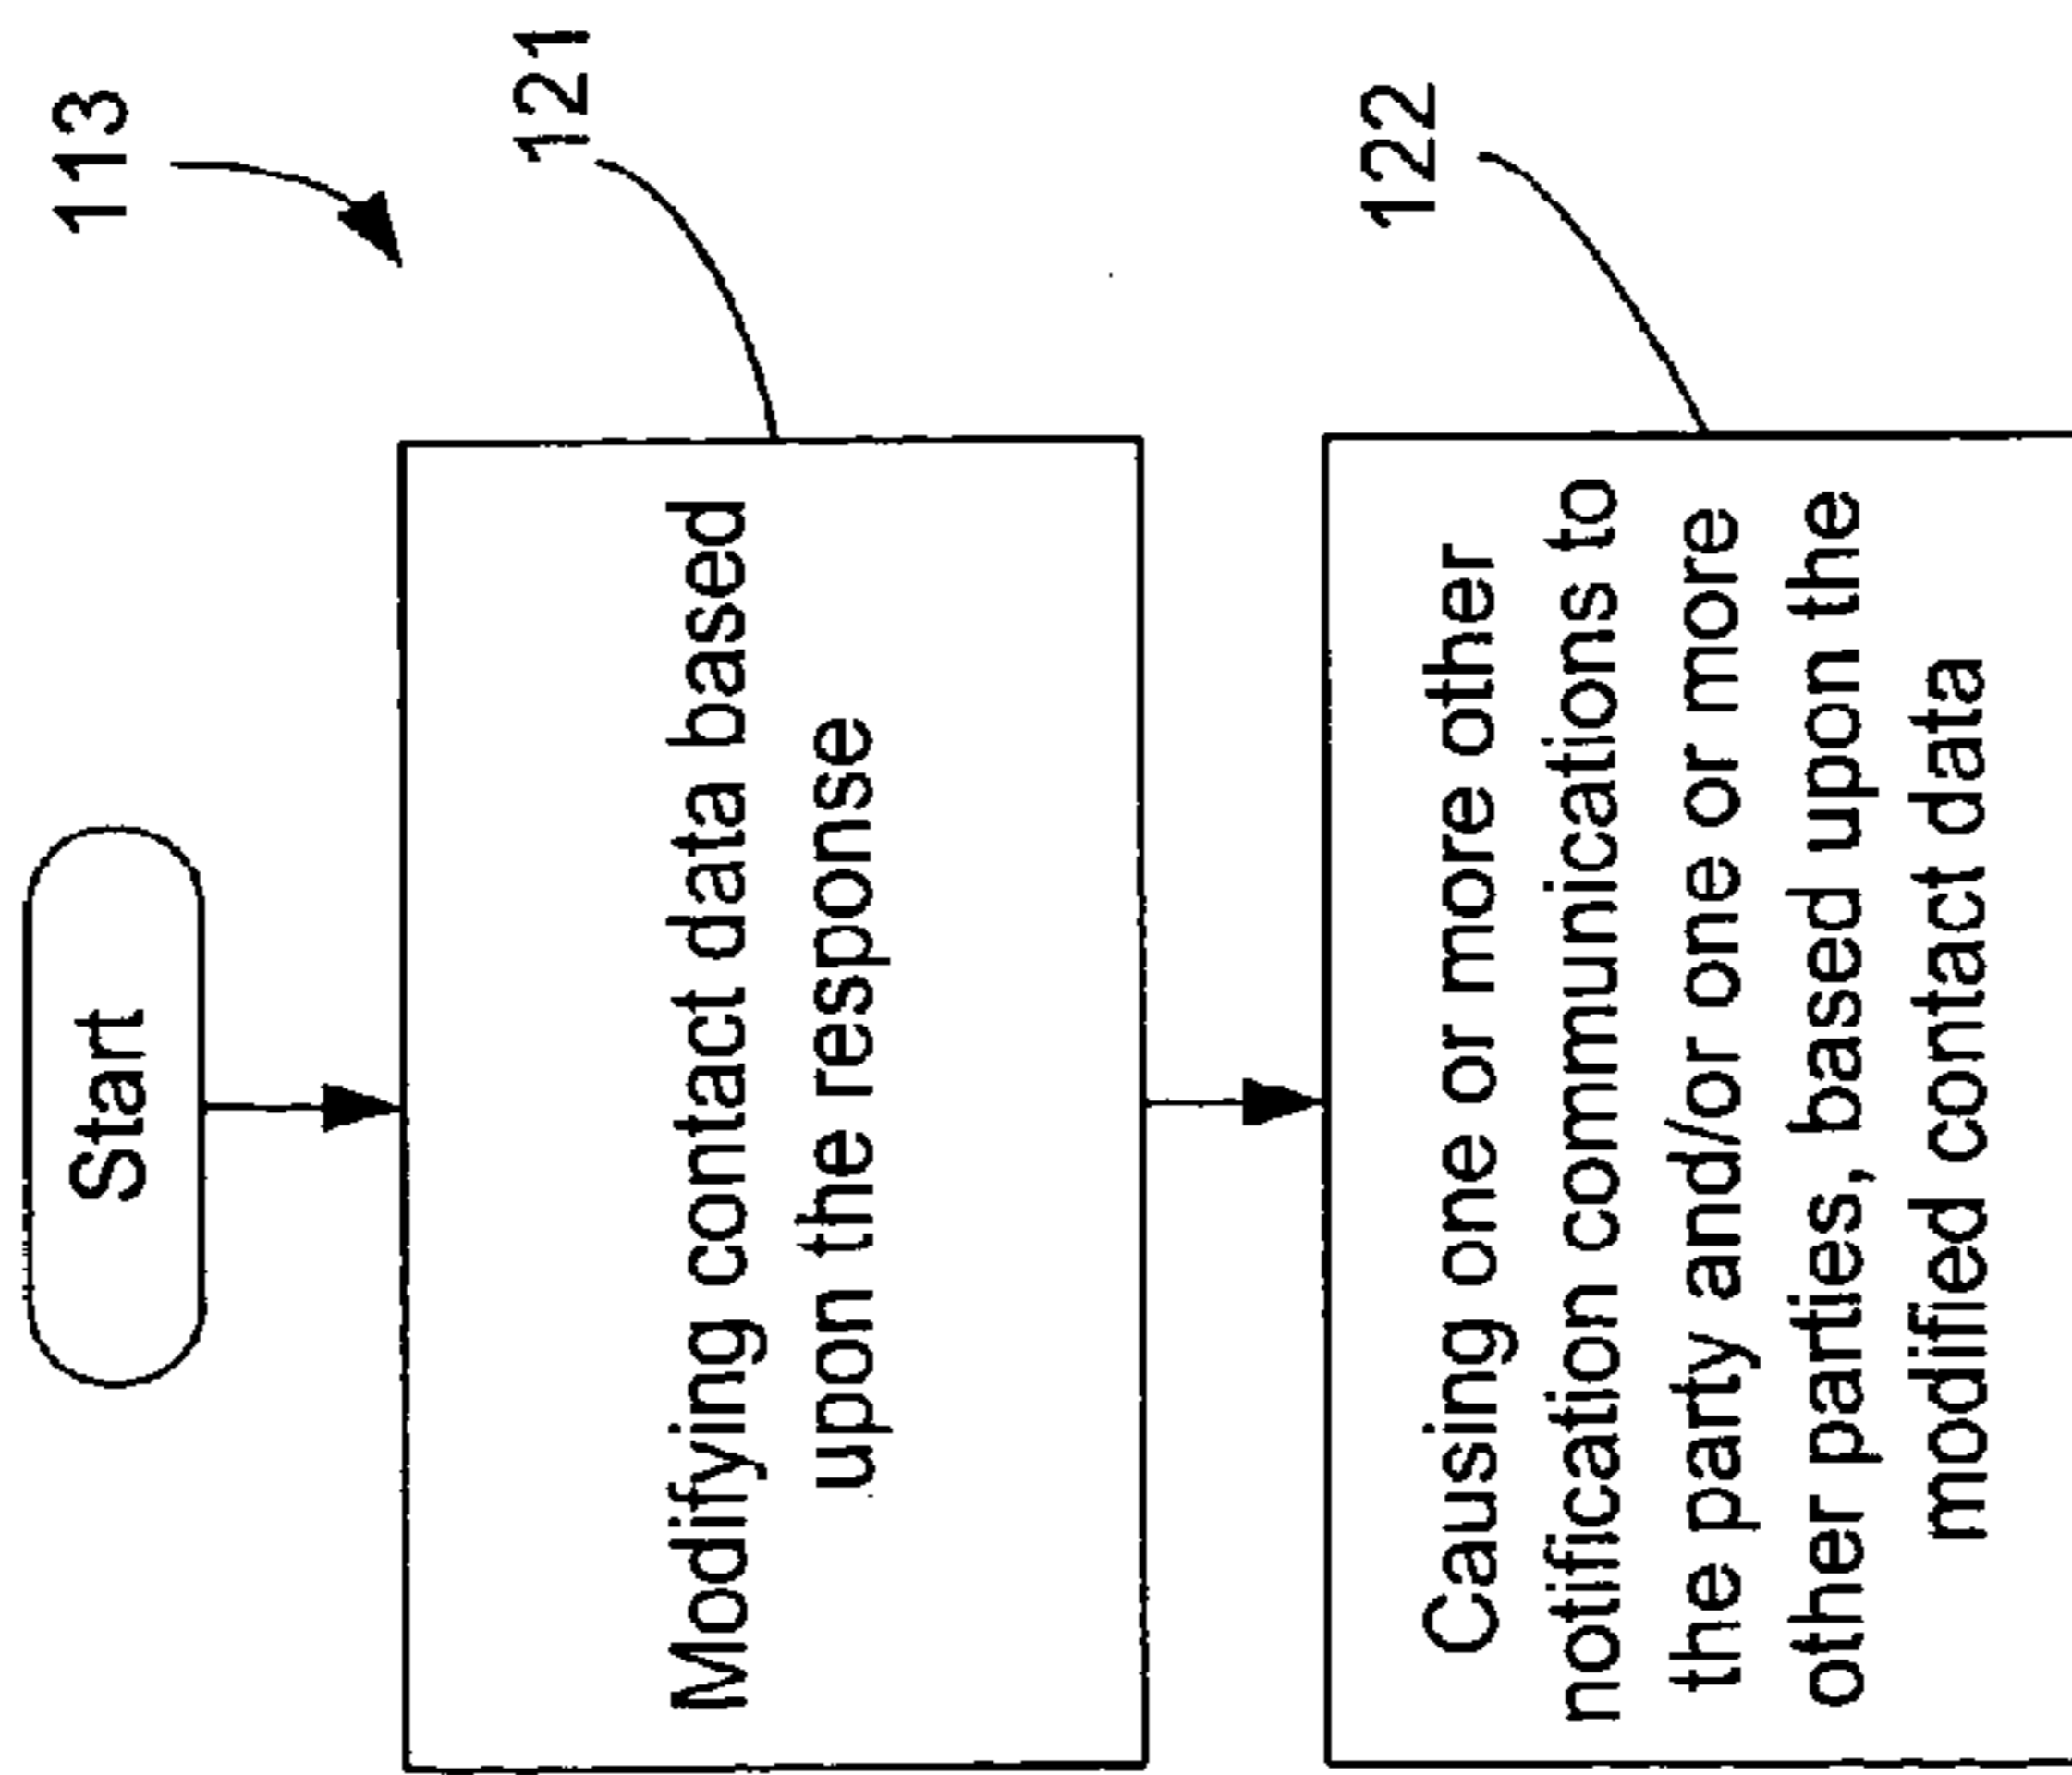 113
Start
121
Modifying contact data based
upon the response
122
Causing one or more other
notification communications to
the party and/or one or more
other parties, based upon the
modified contact data